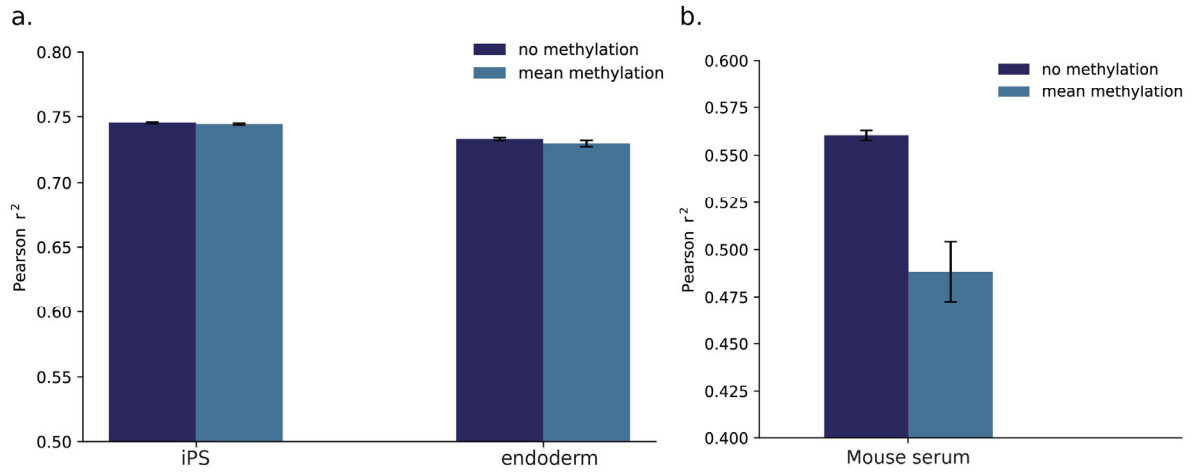 a.
no methylation
mean methylation
0.80
0.75
0.70
0.65
0.60
0.55
0.50
Pearson r²
iPS endoderm
b.
no methylation
mean methylation
0.600
0.575
0.550
0.525
0.500
0.475
0.450
0.425
0.400
Pearson r²
Mouse serum